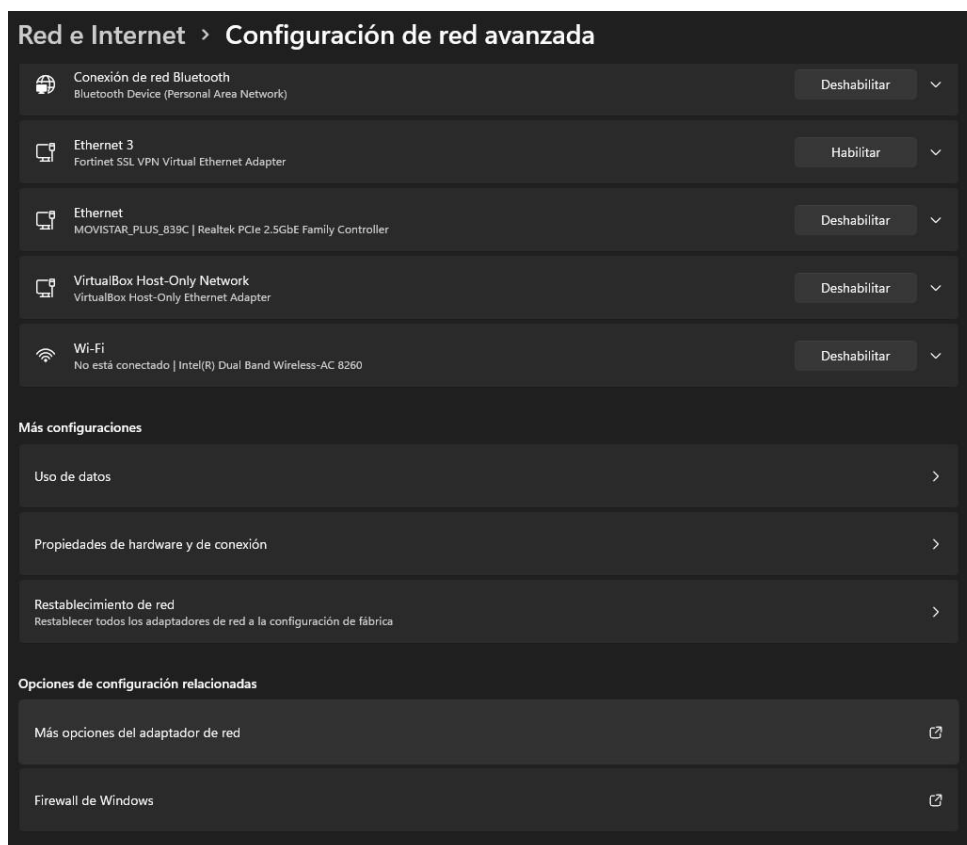 Red e Internet > Configuración de red avanzada
Conexión de red Bluetooth
Bluetooth Device (Personal Area Network)
Deshabilitar
Ethernet 3
Fortinet SSL VPN Virtual Ethernet Adapter
Habilitar
Ethernet
MOVISTAR_PLUS_839C | Realtek PCIe 2.5GbE Family Controller
Deshabilitar
VirtualBox Host-Only Network
VirtualBox Host-Only Ethernet Adapter
Deshabilitar
Wi-Fi
No está conectado | Intel(R) Dual Band Wireless-AC 8260
Deshabilitar
Más configuraciones
Uso de datos
Propiedades de hardware y de conexión
Restablecimiento de red
Restablecer todos los adaptadores de red a la configuración de fábrica
Opciones de configuración relacionadas
Más opciones del adaptador de red
Firewall de Windows